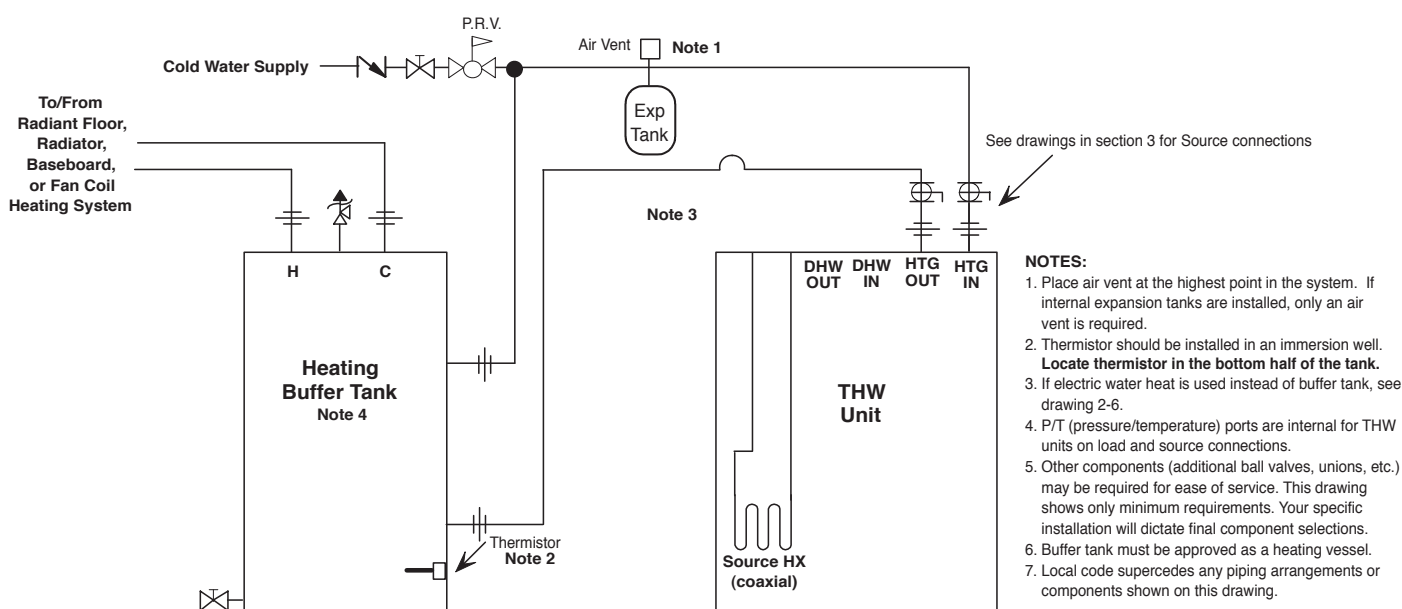 P.R.V.
Air Vent
Note 1
Cold Water Supply
To/From
Radiant Floor,
Radiator,
Baseboard,
or Fan Coil
Heating System
Exp
Tank
See drawings in section 3 for Source connections
Note 3
H
C
DHW
OUT
DHW
IN
HTG
OUT
HTG
IN
Heating
Buffer Tank
Note 4
THW
Unit
Thermistor
Note 2
Source HX
(coaxial)
NOTES:
1. Place air vent at the highest point in the system. If
internal expansion tanks are installed, only an air
vent is required.
2. Thermistor should be installed in an immersion well.
Locate thermistor in the bottom half of the tank.
3. If electric water heat is used instead of buffer tank, see
drawing 2-6.
4. P/T (pressure/temperature) ports are internal for THW
units on load and source connections.
5. Other components (additional ball valves, unions, etc.)
may be required for ease of service. This drawing
shows only minimum requirements. Your specific
installation will dictate final component selections.
6. Buffer tank must be approved as a heating vessel.
7. Local code supercedes any piping arrangements or
components shown on this drawing.